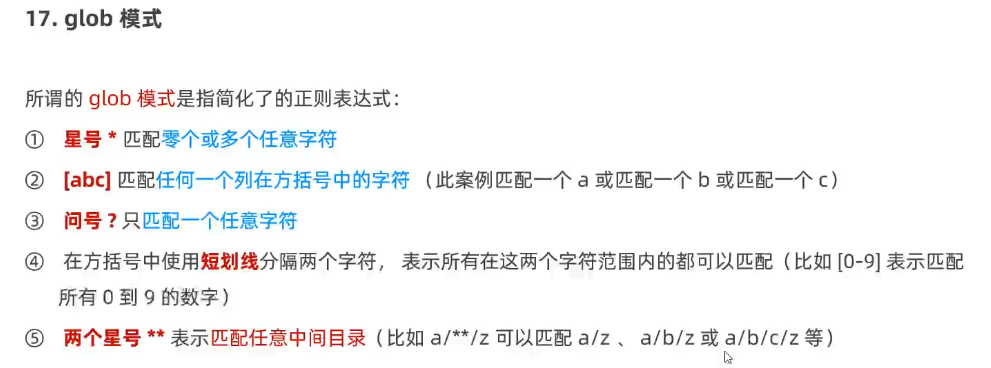 17. glob 模式
所谓的 glob 模式是指简化了的正则表达式：
① 星号 * 匹配零个或多个任意字符
② [abc] 匹配任何一个列在方括号中的字符 （此案例匹配一个 a 或匹配一个 b 或匹配一个 c）
③ 问号 ? 只匹配一个任意字符
④ 在方括号中使用短划线分隔两个字符， 表示所有在这两个字符范围内的都可以匹配（比如 [0-9] 表示匹配
所有 0 到 9 的数字）
⑤ 两个星号 ** 表示匹配任意中间目录（比如 a/**/z 可以匹配 a/z 、 a/b/z 或 a/b/c/z 等）